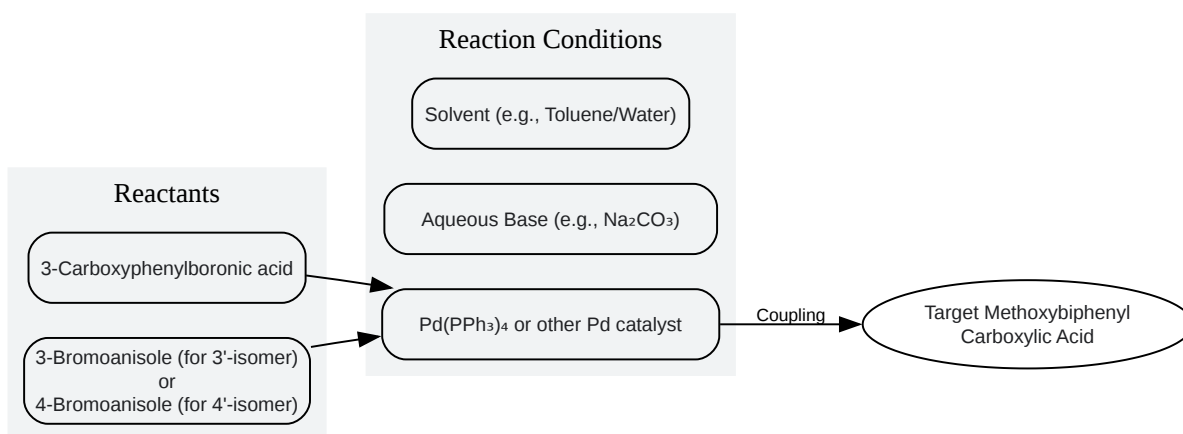 Reactants
3-Carboxyphenylboronic acid
3-Bromoanisole (for 3'-isomer)
or
4-Bromoanisole (for 4'-isomer)
Reaction Conditions
Solvent (e.g., Toluene/Water)
Aqueous Base (e.g., Na₂CO₃)
Pd(PPh₃)₄ or other Pd catalyst
Coupling
Target Methoxybiphenyl
Carboxylic Acid